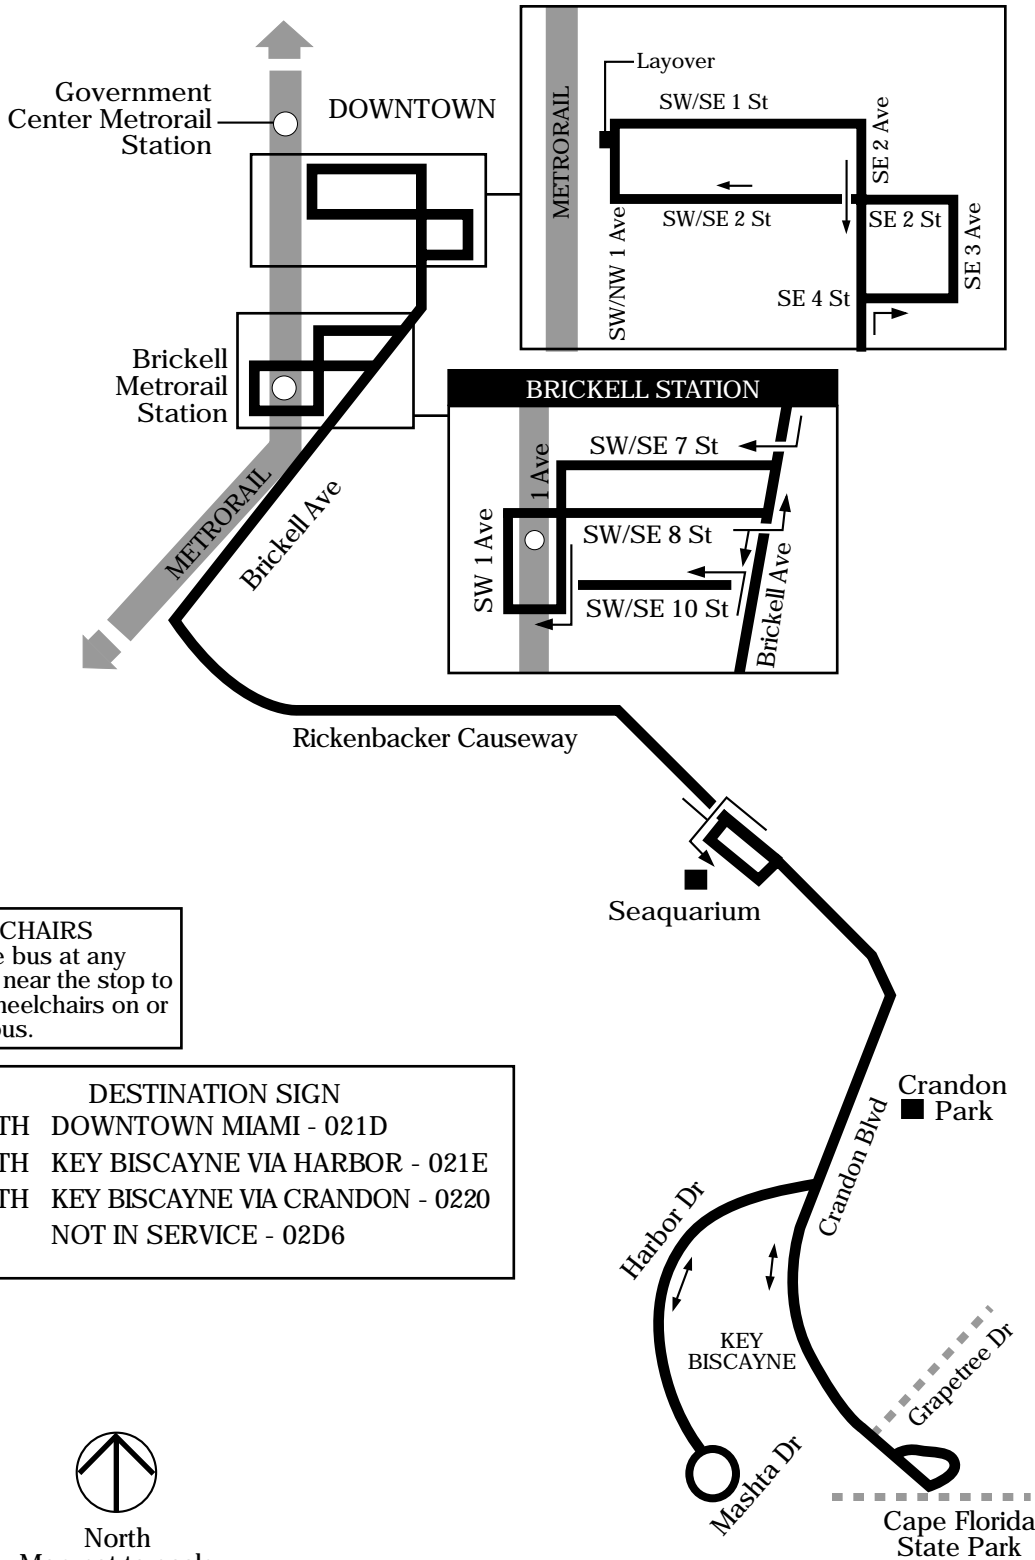 Government
Center Metrorail
Station
DOWNTOWN
METRORAIL
Layover
SW/SE 1 St
SE 2 Ave
SW/SE 2 St
SE 2 St
SW/NW 1 Ave
SE 3 Ave
SE 4 St
Brickell
Metrorail
Station
BRICKELL STATION
SW/SE 7 St
1 Ave
SW 1 Ave
SW/SE 8 St
SW/SE 10 St
Brickell Ave
METRORAIL
Brickell Ave
Rickenbacker Causeway
Seaquarium
CHAIRS
e bus at any
near the stop to
heelchairs on or
bus.
DESTINATION SIGN
TH DOWNTOWN MIAMI - 021D
TH KEY BISCAYNE VIA HARBOR - 021E
TH KEY BISCAYNE VIA CRANDON - 0220
NOT IN SERVICE - 02D6
Crandon
Park
Crandon Blvd
Harbor Dr
KEY
BISCAYNE
Grapetree Dr
Mashta Dr
Cape Florida
State Park
North